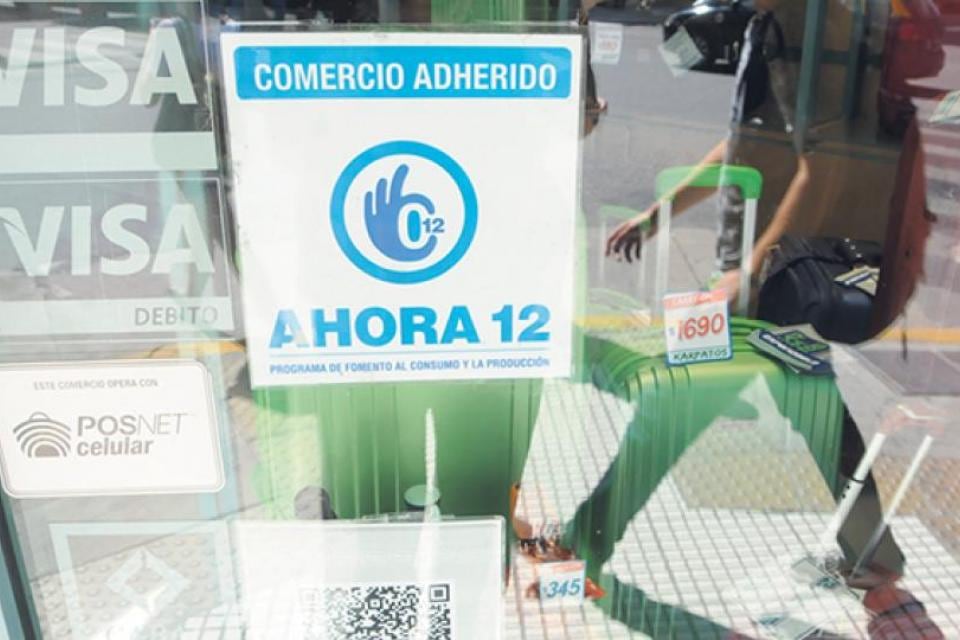 VISA
VISA
DEBITO
ESTE COMERCIO OPERA CON
POSNET
celular
COMERCIO ADHERIDO
12
AHORA 12
PROGRAMA DE FOMENTO AL CONSUMO Y LA PRODUCCIÓN
$1690
KARPATOS
$345